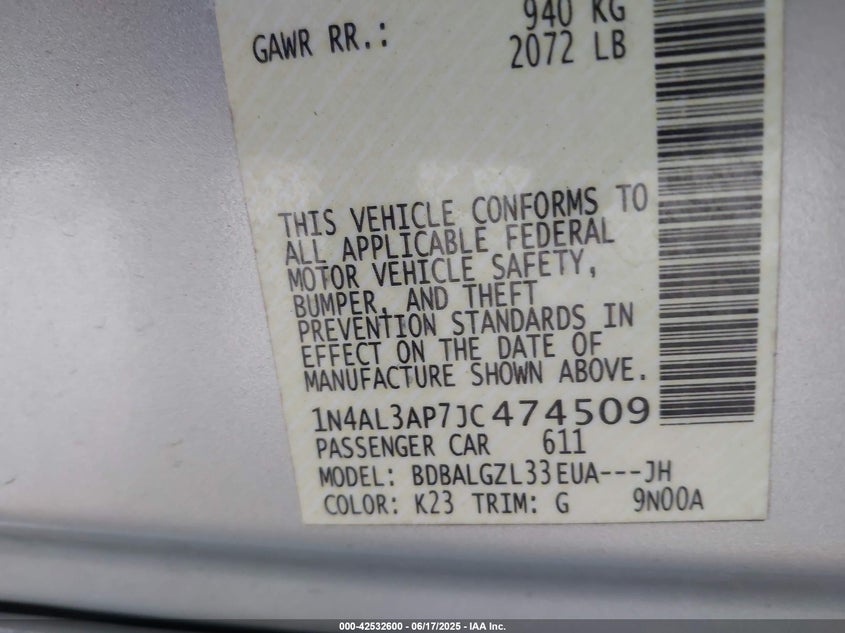 940 KG
GAWR RR.: 2072 LB
THIS VEHICLE CONFORMS TO
ALL APPLICABLE FEDERAL
MOTOR VEHICLE SAFETY,
BUMPER, AND THEFT
PREVENTION STANDARDS IN
EFFECT ON THE DATE OF
MANUFACTURE SHOWN ABOVE.
1N4AL3AP7JC474509
PASSENGER CAR 611
MODEL: BDBALGZL33EUA---JH
COLOR: K23 TRIM: G 9N00A
000-42532600 - 06/17/2025 - IAA Inc.